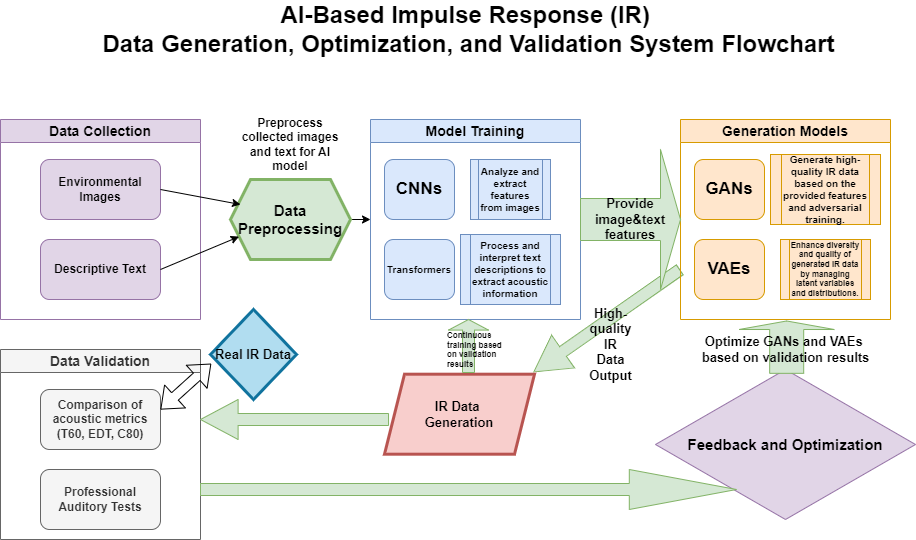 AI-Based Impulse Response (IR)
Data Generation, Optimization, and Validation System Flowchart
Data Collection
Environmental
Images
Descriptive Text
Preprocess
collected images
and text for AI
model
Data
Preprocessing
Model Training
CNNs
Analyze and
extract
features
from images
Transformers
Process and
interpret text
descriptions to
extract acoustic
information
Provide
image&text
features
Generation Models
GANs
Generate high-
quality IR data
based on the
provided features
and adversarial
training.
VAEs
Enhance diversity
and quality of
generated IR data
by managing
latent variables
and distributions.
High-
quality
IR
Data
Output
Continuous
training based
on validation
results
Optimize GANs and VAEs
based on validation results
Data Validation
Real IR Data
Comparison of
acoustic metrics
(T60, EDT, C80)
Professional
Auditory Tests
IR Data
Generation
Feedback and Optimization